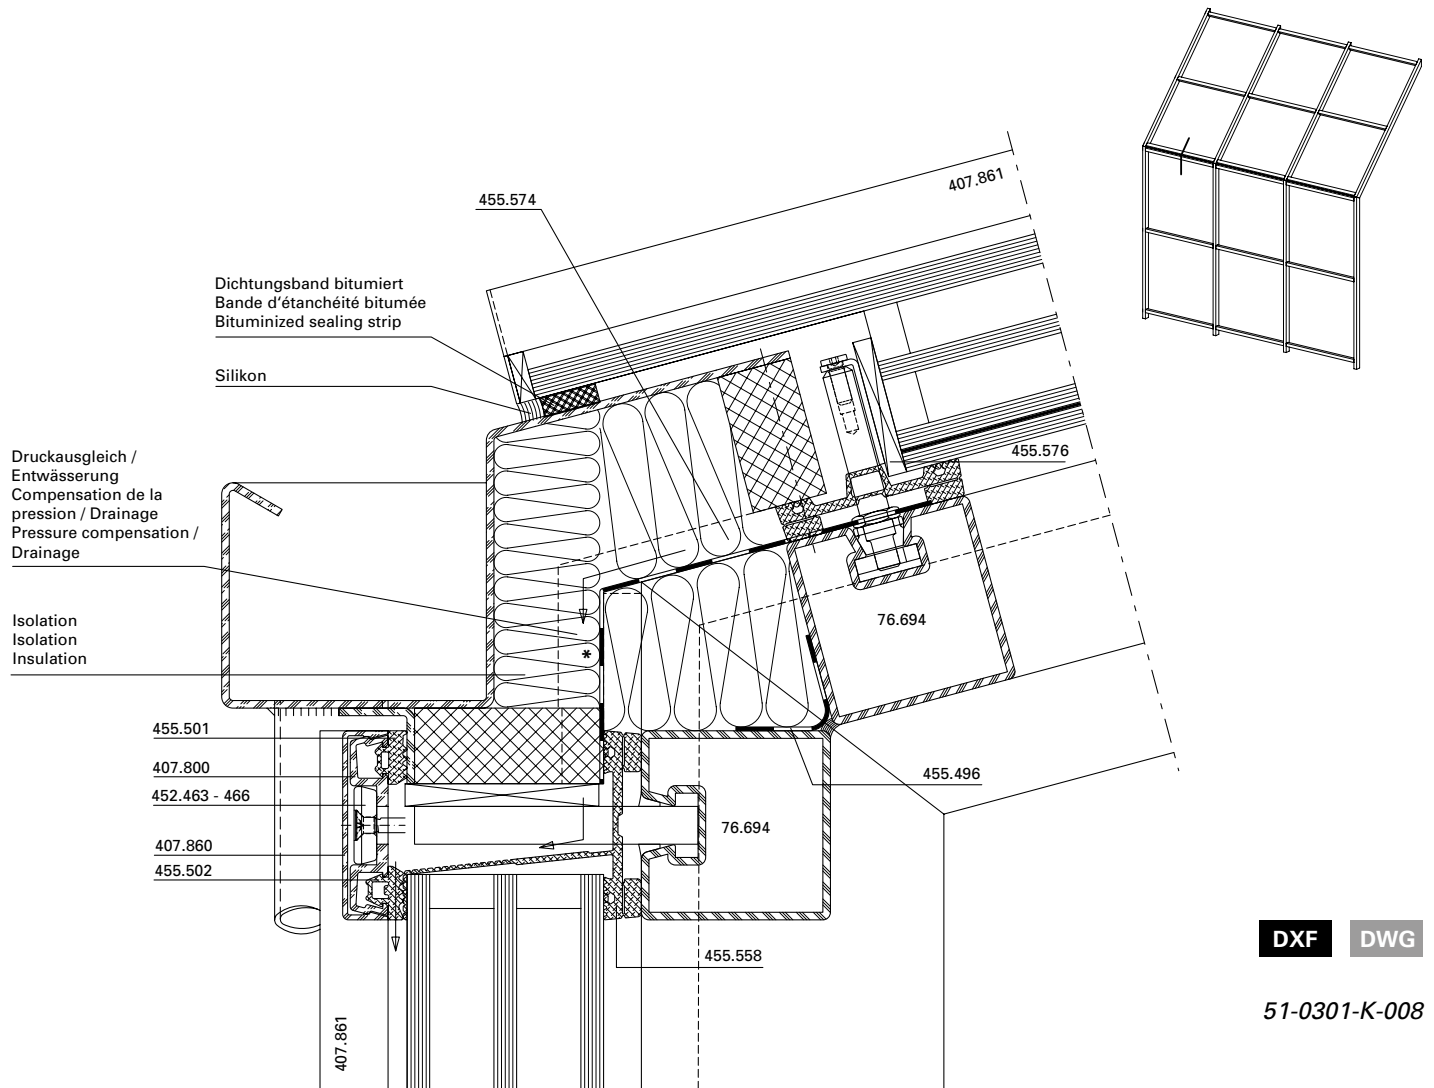 407.861
455.574
Dichtungsband bitumiert
Bande d‘étanchéité bitumée
Bituminized sealing strip
Silikon
Druckausgleich /
Entwässerung
Compensation de la
pression / Drainage
Pressure compensation /
Drainage
455.576
76.694
Isolation
Isolation
Insulation
*
455.501
407.800
452.463 - 466
407.860
455.502
455.496
76.694
455.558
407.861
DXF DWG
51-0301-K-008